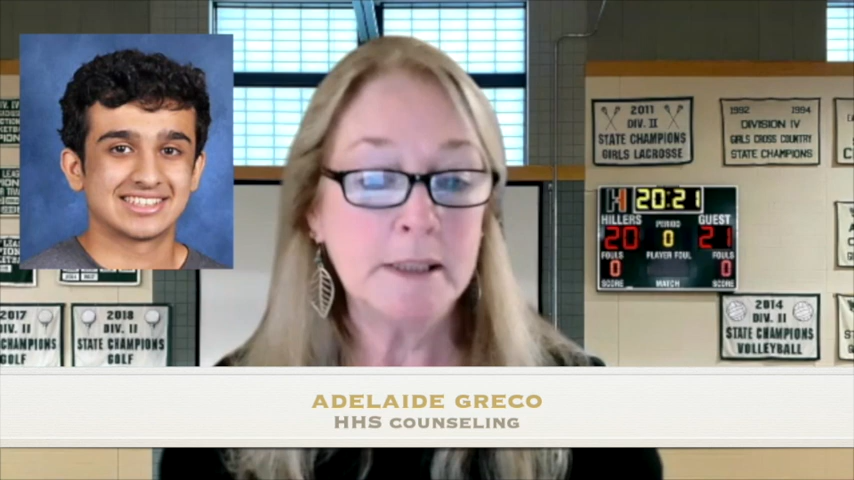 2011
DIV. II
STATE CHAMPIONS
GIRLS LACROSSE
1992 1994
DIVISION IV
GIRLS CROSS COUNTRY
STATE CHAMPIONS
H 20:21
HILLERS PERIOD GUEST
20 0 21
FOULS PLAYER FOUL FOULS
0 0
SCORE MATCH SCORE
2017
DIV. II
CHAMPIONS
GOLF
2018
DIV. II
STATE CHAMPIONS
GOLF
2014
DIV. II
STATE CHAMPIONS
VOLLEYBALL
ADELAIDE GRECO
HHS COUNSELING